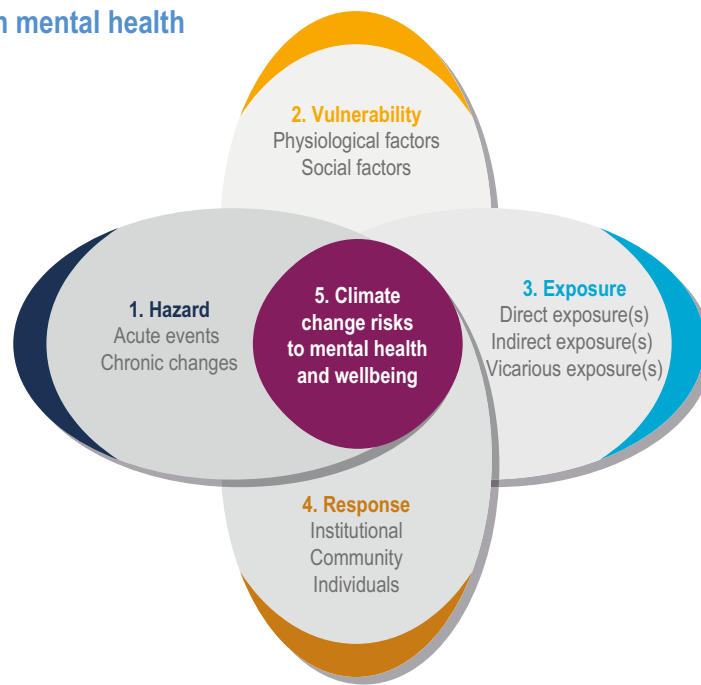 mental health
2. Vulnerability
Physiological factors
Social factors
1. Hazard
Acute events
Chronic changes
5. Climate
change risks
to mental health
and wellbeing
3. Exposure
Direct exposure(s)
Indirect exposure(s)
Vicarious exposure(s)
4. Response
Institutional
Community
Individuals